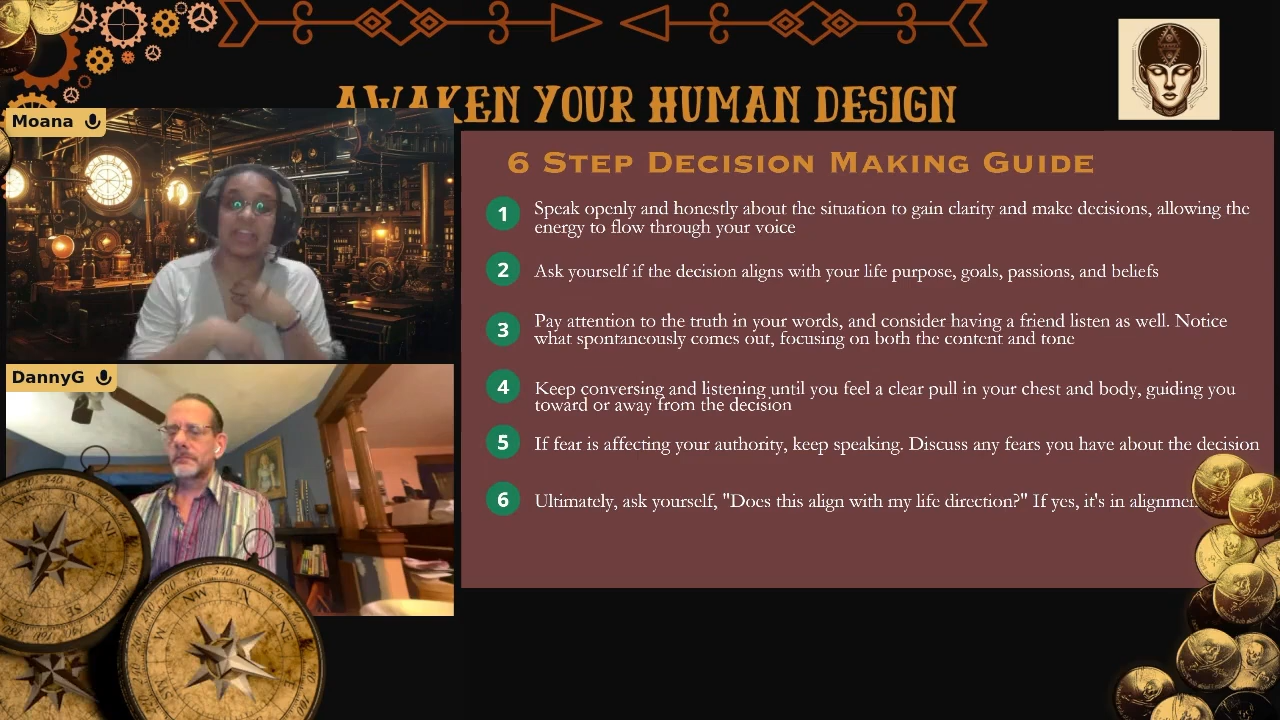 AWAKEN YOUR HUMAN DESIGN
Moana
6 STEP DECISION MAKING GUIDE
1
Speak openly and honestly about the situation to gain clarity and make decisions, allowing the
energy to flow through your voice
2
Ask yourself if the decision aligns with your life purpose, goals, passions, and beliefs
3
Pay attention to the truth in your words, and consider having a friend listen as well. Notice
what spontaneously comes out, focusing on both the content and tone
4
Keep conversing and listening until you feel a clear pull in your chest and body, guiding you
toward or away from the decision
5
If fear is affecting your authority, keep speaking. Discuss any fears you have about the decision
6
Ultimately, ask yourself, "Does this align with my life direction?" If yes, it's in
DannyG